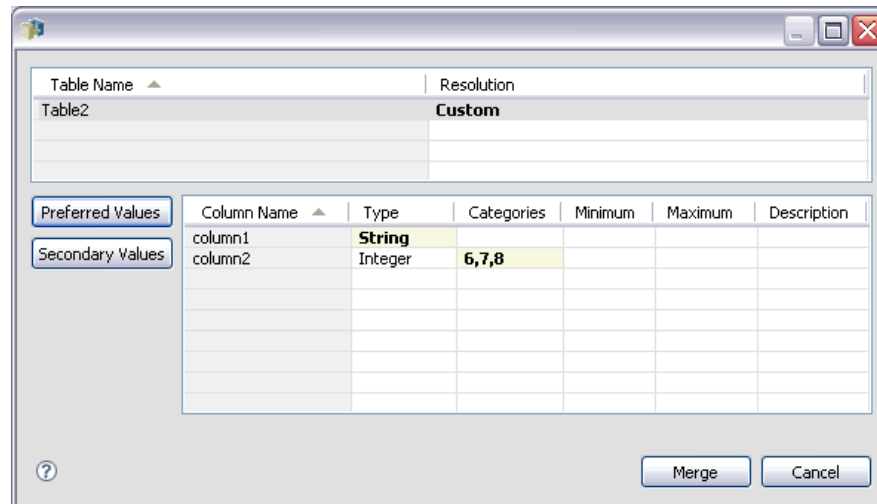 Table Name Resolution
Table2 Custom
Preferred Values
Secondary Values
Column Name Type Categories Minimum Maximum Description
column1 String
column2 Integer 6,7,8
?
Merge Cancel